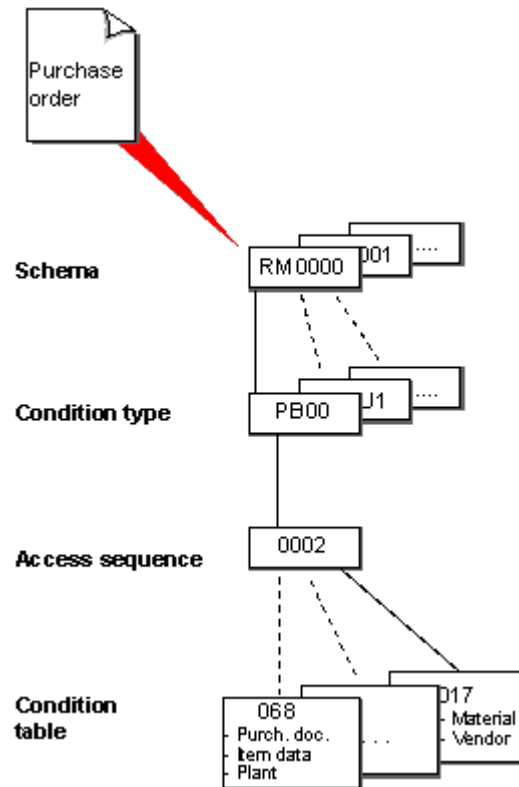 Purchase
order
Schema
RM0000
001
....
Condition type
PB00
U1
....
Access sequence
0002
Condition
table
068
- Purch. doc.
- Item data
- Plant
. . .
017
- Material
- Vendor